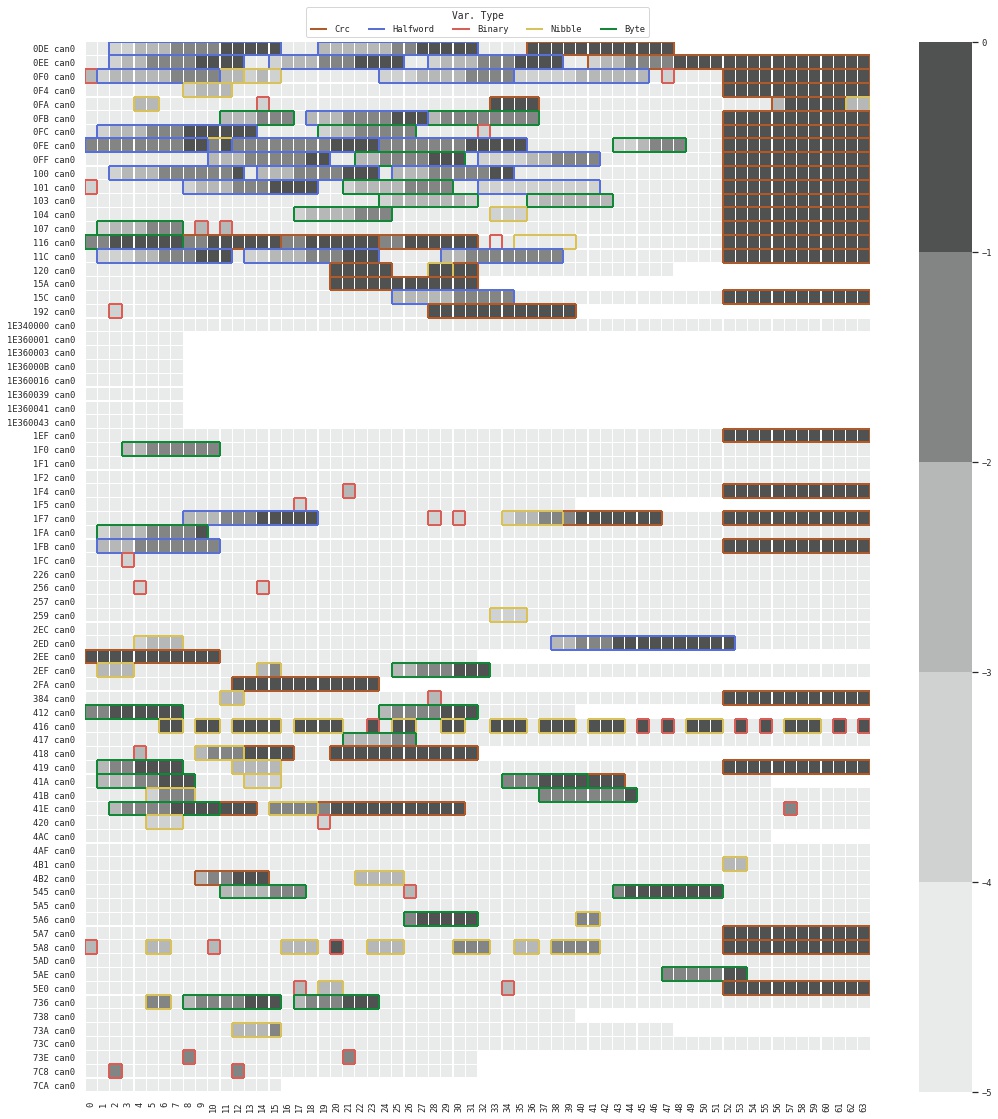 Var. Type
Crc Halfword Binary Nibble Byte
0DE can0
0EE can0
0F0 can0
0F4 can0
0FA can0
0FB can0
0FC can0
0FE can0
0FF can0
100 can0
101 can0
103 can0
104 can0
107 can0
116 can0
11C can0
120 can0
15A can0
15C can0
192 can0
1E340000 can0
1E360001 can0
1E360003 can0
1E36000B can0
1E360016 can0
1E360039 can0
1E360041 can0
1E360043 can0
1EF can0
1F0 can0
1F1 can0
1F2 can0
1F4 can0
1F5 can0
1F7 can0
1FA can0
1FB can0
1FC can0
226 can0
256 can0
257 can0
259 can0
2EC can0
2ED can0
2EE can0
2EF can0
2FA can0
384 can0
412 can0
416 can0
417 can0
418 can0
419 can0
41A can0
41B can0
41E can0
420 can0
4AC can0
4AF can0
4B1 can0
4B2 can0
545 can0
5A5 can0
5A6 can0
5A7 can0
5A8 can0
5AD can0
5AE can0
5E0 can0
736 can0
738 can0
73A can0
73C can0
73E can0
7C8 can0
7CA can0
0 1 2 3 4 5 6 7 8 9 10 11 12 13 14 15 16 17 18 19 20 21 22 23 24 25 26 27 28 29 30 31 32 33 34 35 36 37 38 39 40 41 42 43 44 45 46 47 48 49 50 51 52 53 54 55 56 57 58 59 60 61 62 63
0
−1
−2
−3
−4
−5